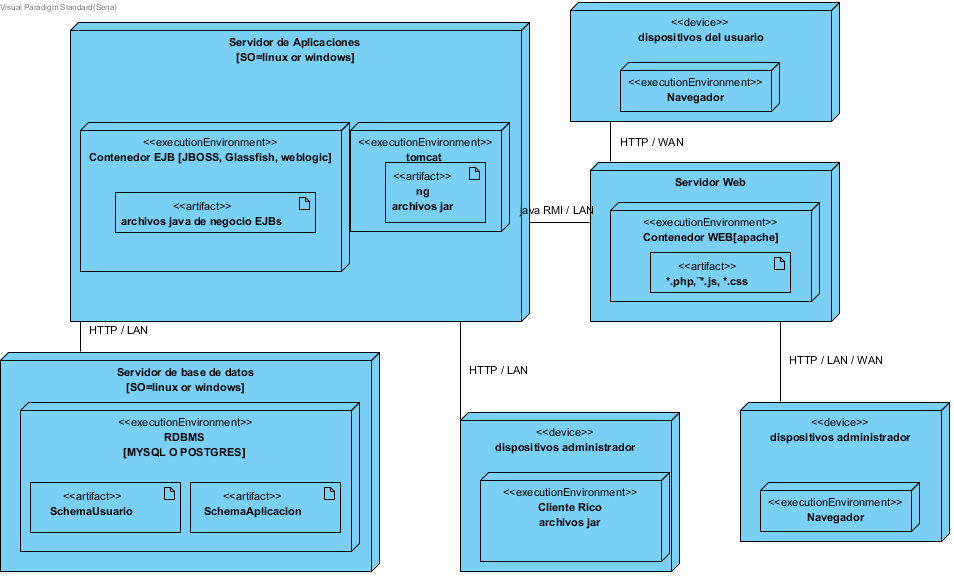 Visual Paradigm Standard(Sena)
Servidor de Aplicaciones
[SO=linux or windows]
<<executionEnvironment>>
Contenedor EJB [JBOSS, Glassfish, weblogic]
<<artifact>>
archivos java de negocio EJBs
<<executionEnvironment>>
tomcat
<<artifact>>
ng
archivos jar
<<device>>
dispositivos del usuario
<<executionEnvironment>>
Navegador
HTTP / WAN
java RMI / LAN
Servidor Web
<<executionEnvironment>>
Contenedor WEB[apache]
<<artifact>>
*.php,¨*.js, *.css
HTTP / LAN
HTTP / LAN
HTTP / LAN / WAN
Servidor de base de datos
[SO=linux or windows]
<<executionEnvironment>>
RDBMS
[MYSQL O POSTGRES]
<<artifact>>
SchemaUsuario
<<artifact>>
SchemaAplicacion
<<device>>
dispositivos administrador
<<executionEnvironment>>
Cliente Rico
archivos jar
<<device>>
dispositivos administrador
<<executionEnvironment>>
Navegador